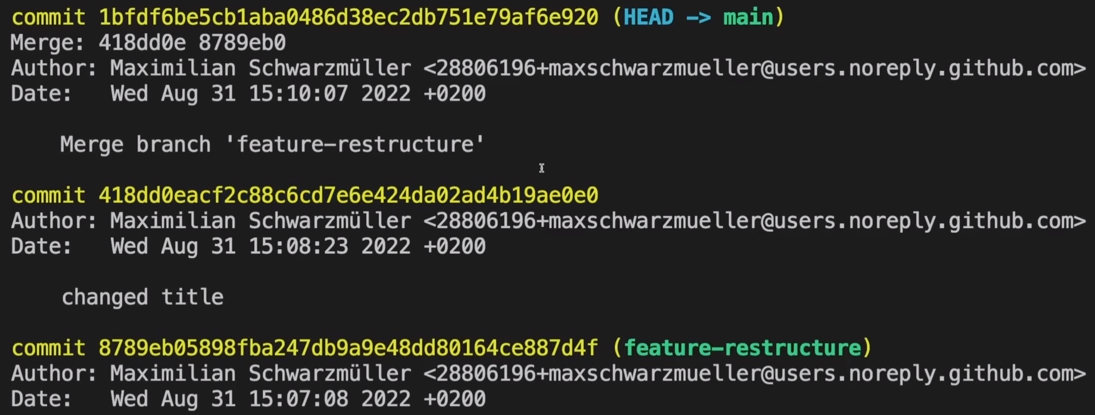 commit 1bfdf6be5cb1aba0486d38ec2db751e79af6e920 (HEAD -> main)
Merge: 418dd0e 8789eb0
Author: Maximilian Schwarzmüller <28806196+maxschwarzmueller@users.noreply.github.com>
Date:   Wed Aug 31 15:10:07 2022 +0200
    Merge branch 'feature-restructure'
commit 418dd0eacf2c88c6cd7e6e424da02ad4b19ae0e0
Author: Maximilian Schwarzmüller <28806196+maxschwarzmueller@users.noreply.github.com>
Date:   Wed Aug 31 15:08:23 2022 +0200
    changed title
commit 8789eb05898fba247db9a9e48dd80164ce887d4f (feature-restructure)
Author: Maximilian Schwarzmüller <28806196+maxschwarzmueller@users.noreply.github.com>
Date:   Wed Aug 31 15:07:08 2022 +0200